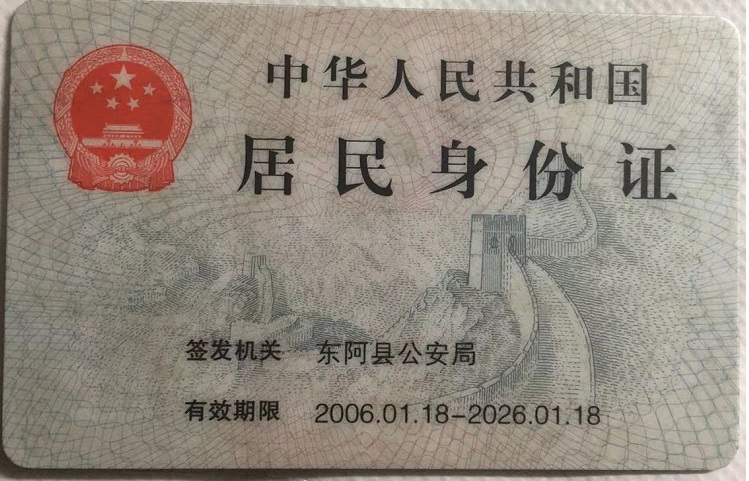 中华人民共和国
居民身份证
签发机关 东阿县公安局
有效期限 2006.01.18-2026.01.18